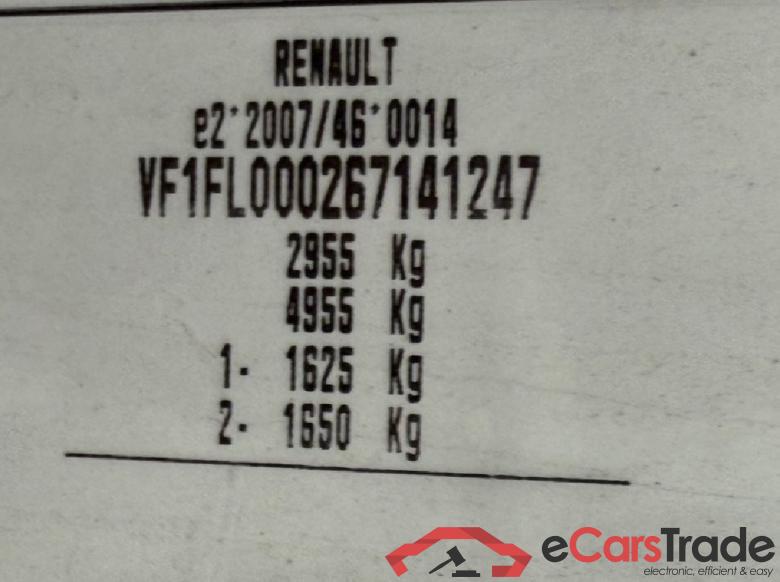 RENAULT
e2*2007/46*0014
VF1FL000267141247
2955 Kg
4955 Kg
1- 1625 Kg
2- 1650 Kg
eCarsTrade
electronic, efficient & easy